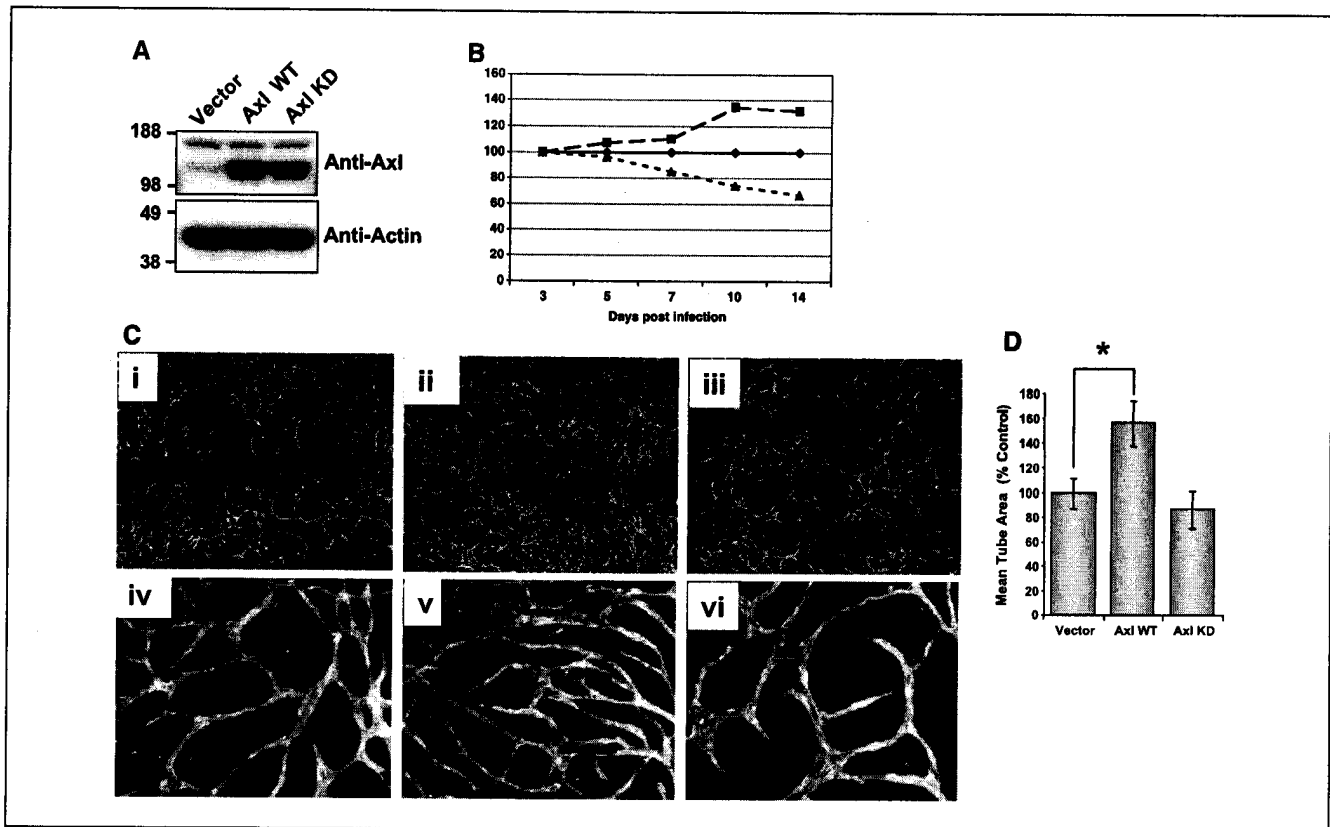 A
Vector
Axl WT
Axl KD
188
98
Anti-Axl
49
38
Anti-Actin
B
160
140
120
100
80
60
40
20
0
3 5 7 10 14
Days post infection
C
i
ii
iii
iv
v
vi
D
*
Mean Tube Area (% Control)
180
160
140
120
100
80
60
40
20
0
Vector Axl WT Axl KD